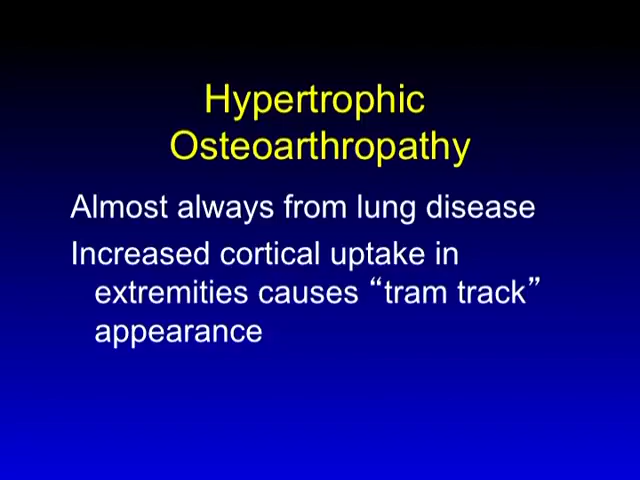 Hypertrophic
Osteoarthropathy
Almost always from lung disease
Increased cortical uptake in
extremities causes “tram track”
appearance